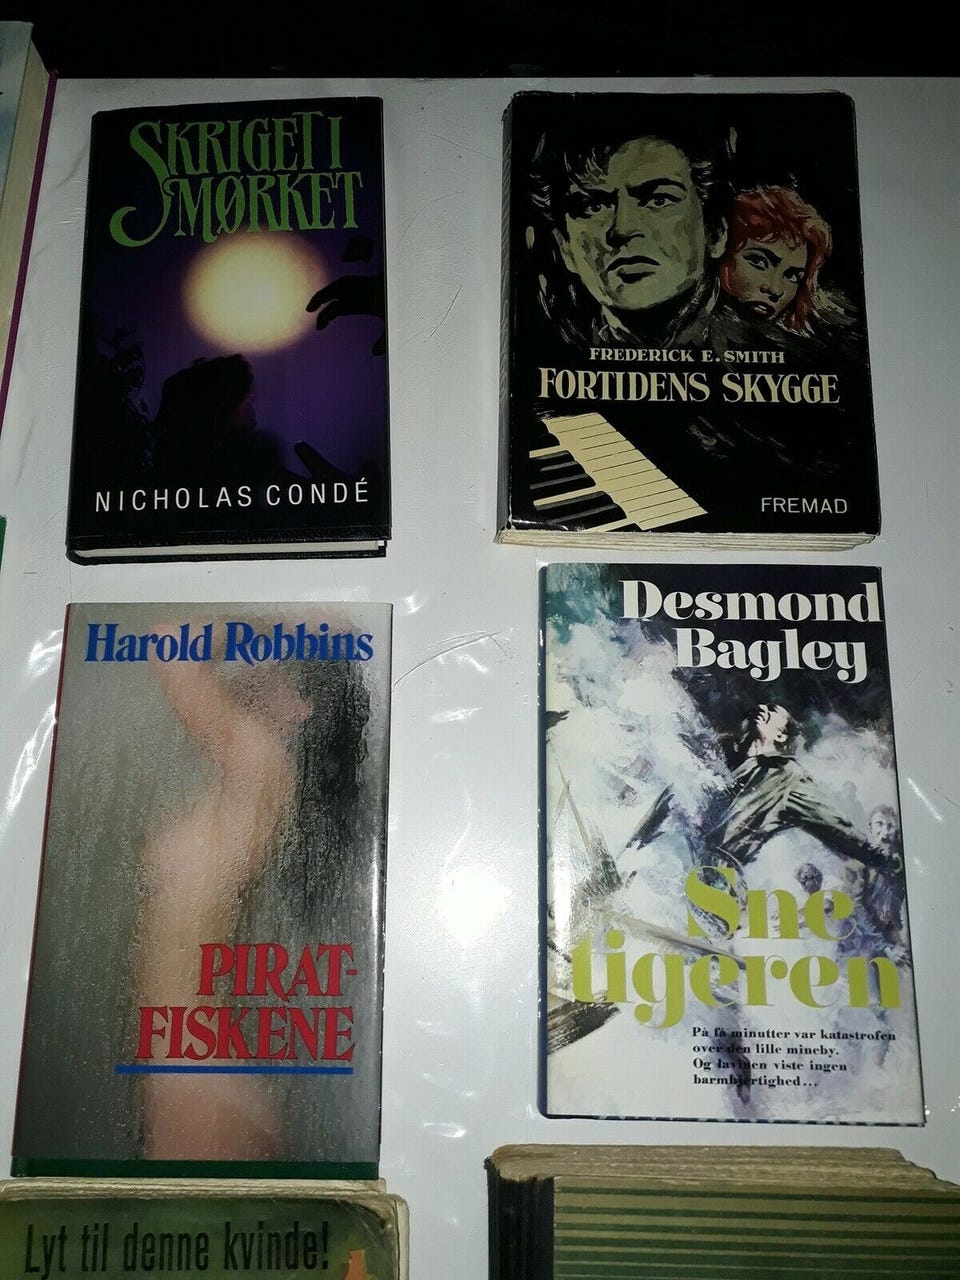 SKRIGET I
MØRKET
NICHOLAS CONDÉ
FREDERICK E. SMITH
FORTIDENS SKYGGE
FREMAD
Harold Robbins
PIRAT-
FISKENE
Desmond
Bagley
Sne
tigeren
På få minutter var katastrofen
over den lille mineby.
Og lavinen viste ingen
barmhjertighed...
Lyt til denne kvinde!